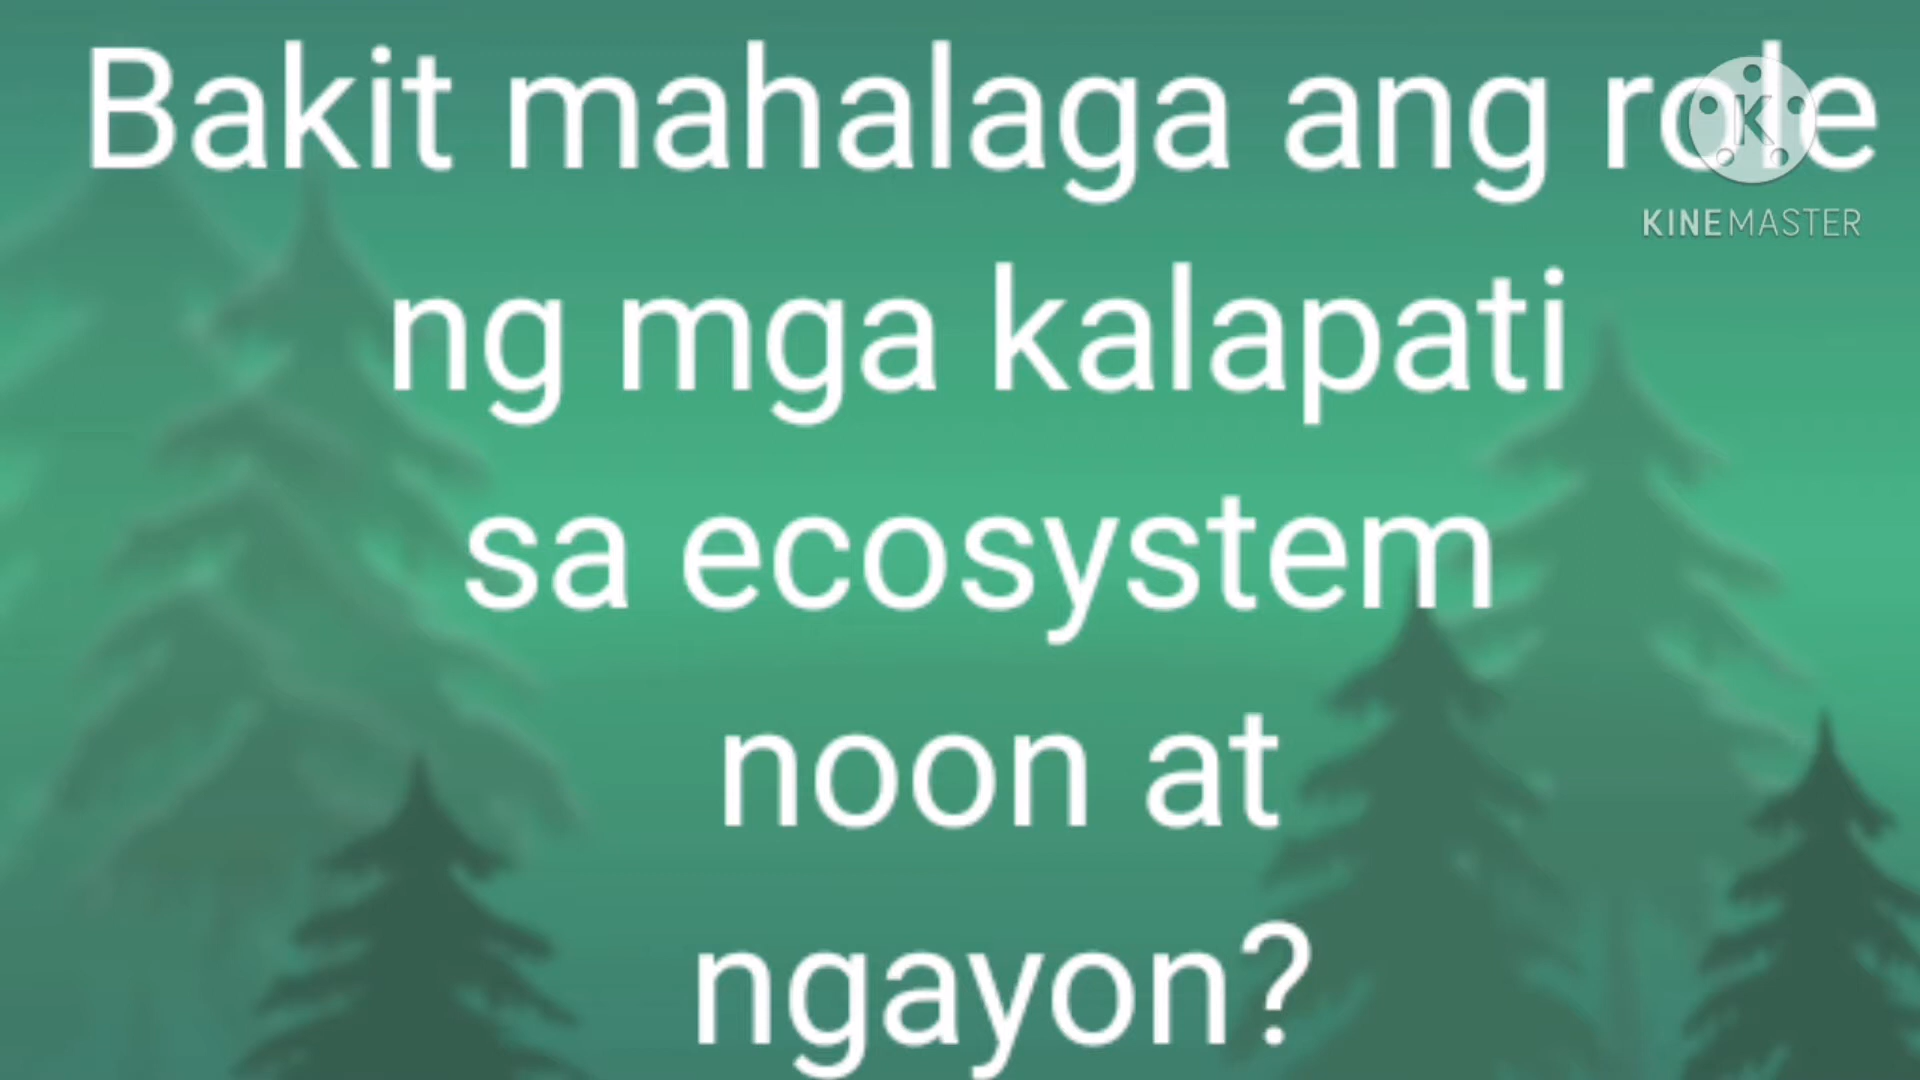 Bakit mahalaga ang role
K
KINEMASTER
ng mga kalapati
sa ecosystem
noon at
ngayon?